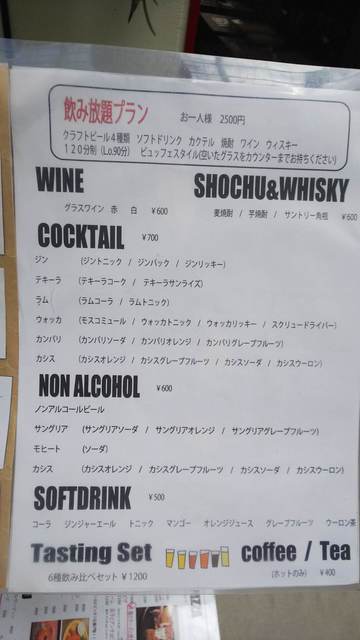 飲み放題プラン お一人様 2500円
クラフトビール4種類 ソフトドリンク カクテル 焼酎 ワイン ウィスキー
120分制(Lo.90分) ビュッフェスタイル(空いたグラスをカウンターまでお持ちください)
WINE SHOCHU&WHISKY
グラスワイン 赤 白 ¥600 麦焼酎 / 芋焼酎 / サントリー角瓶 ¥600
COCKTAIL ¥700
ジン (ジントニック / ジンバック / ジンリッキー)
テキーラ (テキーラコーク / テキーラサンライズ)
ラム (ラムコーラ / ラムトニック)
ウォッカ (モスコミュール / ウォッカトニック / ウォッカリッキー / スクリュードライバー)
カンパリ (カンパリソーダ / カンパリオレンジ / カンパリグレープフルーツ)
カシス (カシスオレンジ / カシスグレープフルーツ / カシスソーダ / カシスウーロン)
NON ALCOHOL ¥600
ノンアルコールビール
サングリア (サングリアソーダ / サングリアオレンジ / サングリアグレープフルーツ)
モヒート (ソーダ)
カシス (カシスオレンジ / カシスグレープフルーツ / カシスソーダ / カシスウーロン)
SOFTDRINK ¥500
コーラ ジンジャーエール トニック マンゴー オレンジジュース グレープフルーツ ウーロン茶
Tasting Set coffee / Tea
6種飲み比べセット ¥1200 (ホットのみ) ¥400